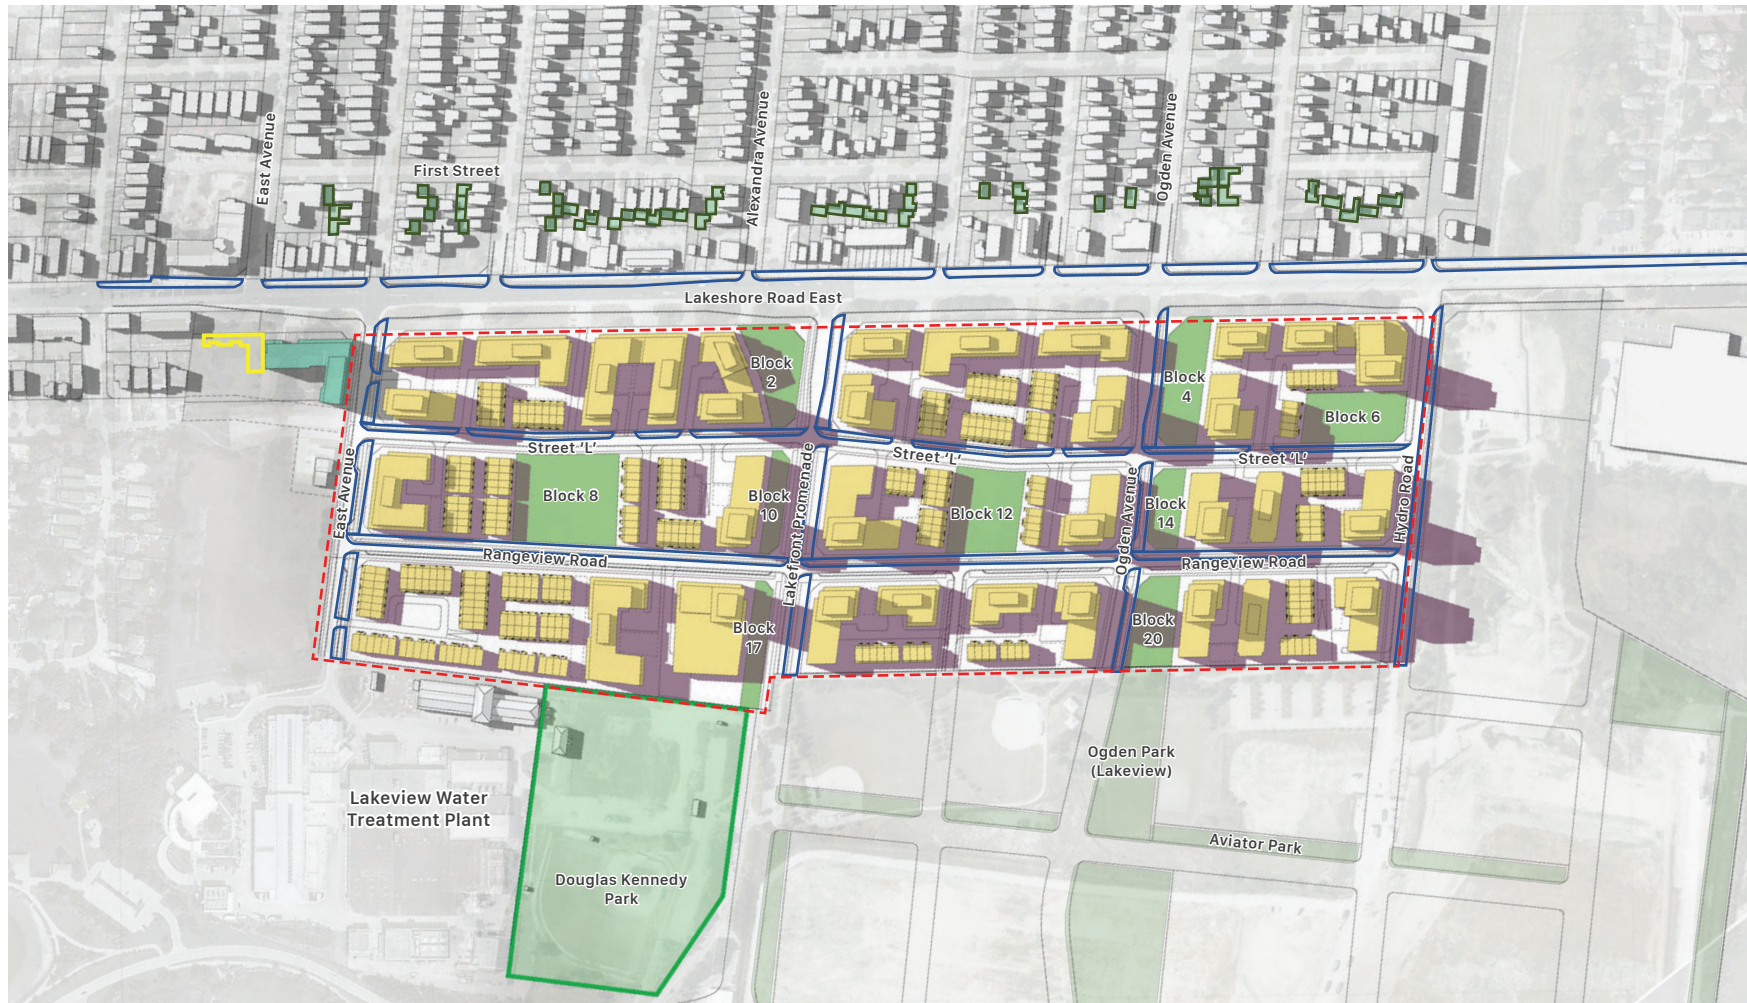 East Avenue
First Street
Alexandra Avenue
Ogden Avenue
Lakeshore Road East
Block
2
Block
4
Block 6
Street ‘L’
Street ‘L’
Street ‘L’
East Avenue
Block 8
Block
10
Lakefront Promenade
Block 12
Ogden Avenue
Block
14
Hydro Road
Rangeview Road
Rangeview Road
Block
17
Block
20
Ogden Park
(Lakeview)
Lakeview Water
Treatment Plant
Aviator Park
Douglas Kennedy
Park